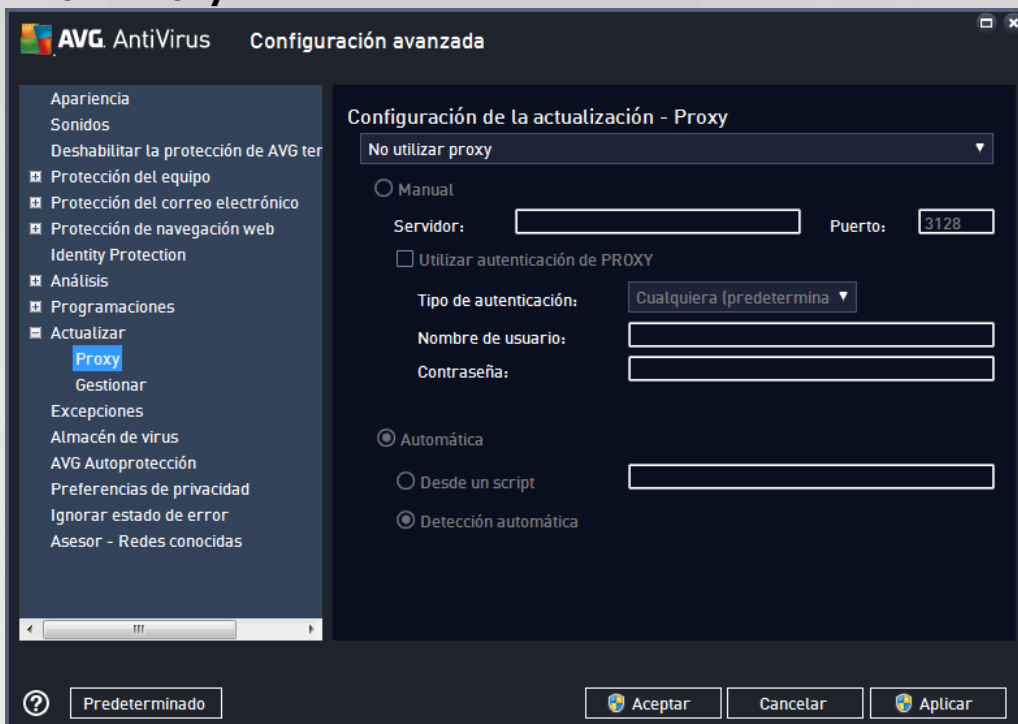 AVG. AntiVirus Configuración avanzada
Apariencia
Sonidos
Deshabilitar la protección de AVG ter
Protección del equipo
Protección del correo electrónico
Protección de navegación web
Identity Protection
Análisis
Programaciones
Actualizar
Proxy
Gestionar
Excepciones
Almacén de virus
AVG Autoprotección
Preferencias de privacidad
Ignorar estado de error
Asesor - Redes conocidas
Configuración de la actualización - Proxy
No utilizar proxy
Manual
Servidor: Puerto: 3128
Utilizar autenticación de PROXY
Tipo de autenticación: Cualquiera (predetermina
Nombre de usuario:
Contraseña:
Automática
Desde un script
Detección automática
Predeterminado Aceptar Cancelar Aplicar